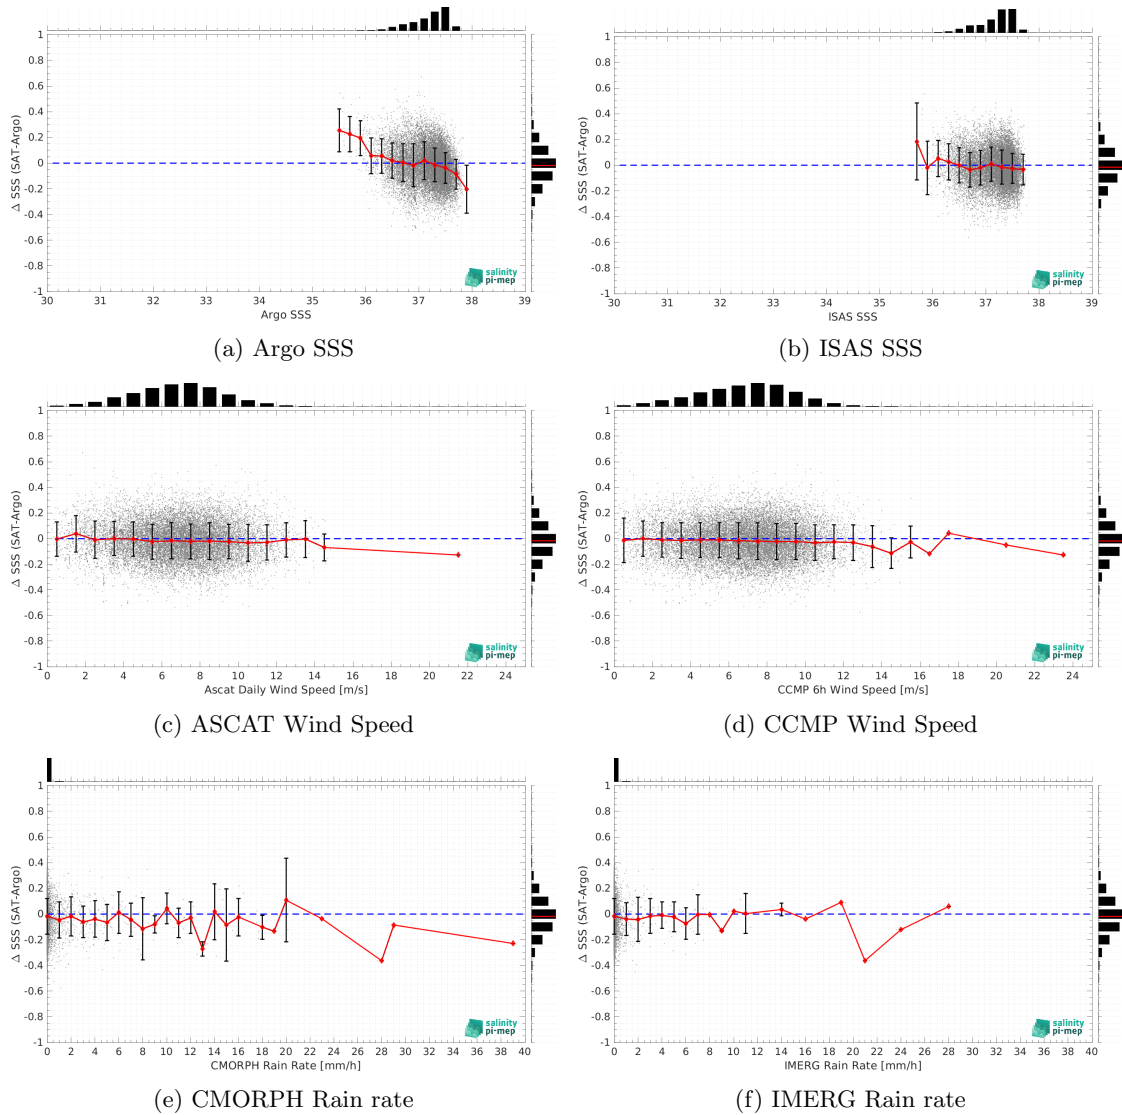 1
0.8
0.6
0.4
0.2
0
-0.2
-0.4
-0.6
-0.8
-1
Δ SSS (SAT-Argo)
30 31 32 33 34 35 36 37 38 39
Argo SSS
salinity
pi-mep
(a) Argo SSS
1
0.8
0.6
0.4
0.2
0
-0.2
-0.4
-0.6
-0.8
-1
Δ SSS (SAT-Argo)
30 31 32 33 34 35 36 37 38 39
ISAS SSS
salinity
pi-mep
(b) ISAS SSS
1
0.8
0.6
0.4
0.2
0
-0.2
-0.4
-0.6
-0.8
-1
Δ SSS (SAT-Argo)
0 2 4 6 8 10 12 14 16 18 20 22 24
Ascat Daily Wind Speed [m/s]
salinity
pi-mep
(c) ASCAT Wind Speed
1
0.8
0.6
0.4
0.2
0
-0.2
-0.4
-0.6
-0.8
-1
Δ SSS (SAT-Argo)
0 2 4 6 8 10 12 14 16 18 20 22 24
CCMP 6h Wind Speed [m/s]
salinity
pi-mep
(d) CCMP Wind Speed
1
0.8
0.6
0.4
0.2
0
-0.2
-0.4
-0.6
-0.8
-1
Δ SSS (SAT-Argo)
0 2 4 6 8 10 12 14 16 18 20 22 24 26 28 30 32 34 36 38 40
CMORPH Rain Rate [mm/h]
salinity
pi-mep
(e) CMORPH Rain rate
1
0.8
0.6
0.4
0.2
0
-0.2
-0.4
-0.6
-0.8
-1
Δ SSS (SAT-Argo)
0 2 4 6 8 10 12 14 16 18 20 22 24 26 28 30 32 34 36 38 40
IMERG Rain Rate [mm/h]
salinity
pi-mep
(f) IMERG Rain rate